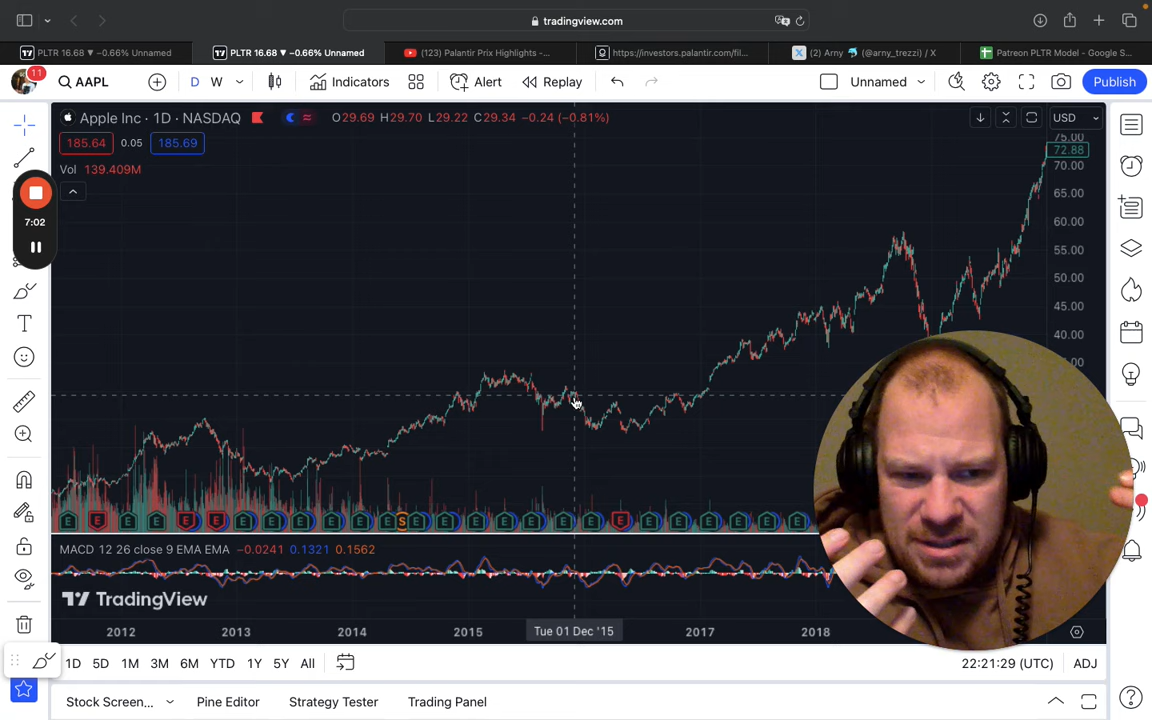 tradingview.com
PLTR 16.68 ▼ −0.66% Unnamed
PLTR 16.68 ▼ −0.66% Unnamed
(123) Palantir Prix Highlights -...
https://investors.palantir.com/fil...
(2) Arny 🐬 (@arny_trezzi) / X
Patreon PLTR Model - Google S...
11
AAPL
D
W
Indicators
Alert
Replay
Unnamed
Publish
Apple Inc · 1D · NASDAQ
O29.69 H29.70 L29.22 C29.34 −0.24 (−0.81%)
USD
185.64
0.05
185.69
Vol 139.409M
7:02
75.00
72.88
70.00
65.00
60.00
55.00
50.00
45.00
40.00
MACD 12 26 close 9 EMA EMA −0.0241 0.1321 0.1562
TradingView
2012
2013
2014
2015
Tue 01 Dec '15
2017
2018
1D
5D
1M
3M
6M
YTD
1Y
5Y
All
22:21:29 (UTC)
ADJ
Stock Screen...
Pine Editor
Strategy Tester
Trading Panel